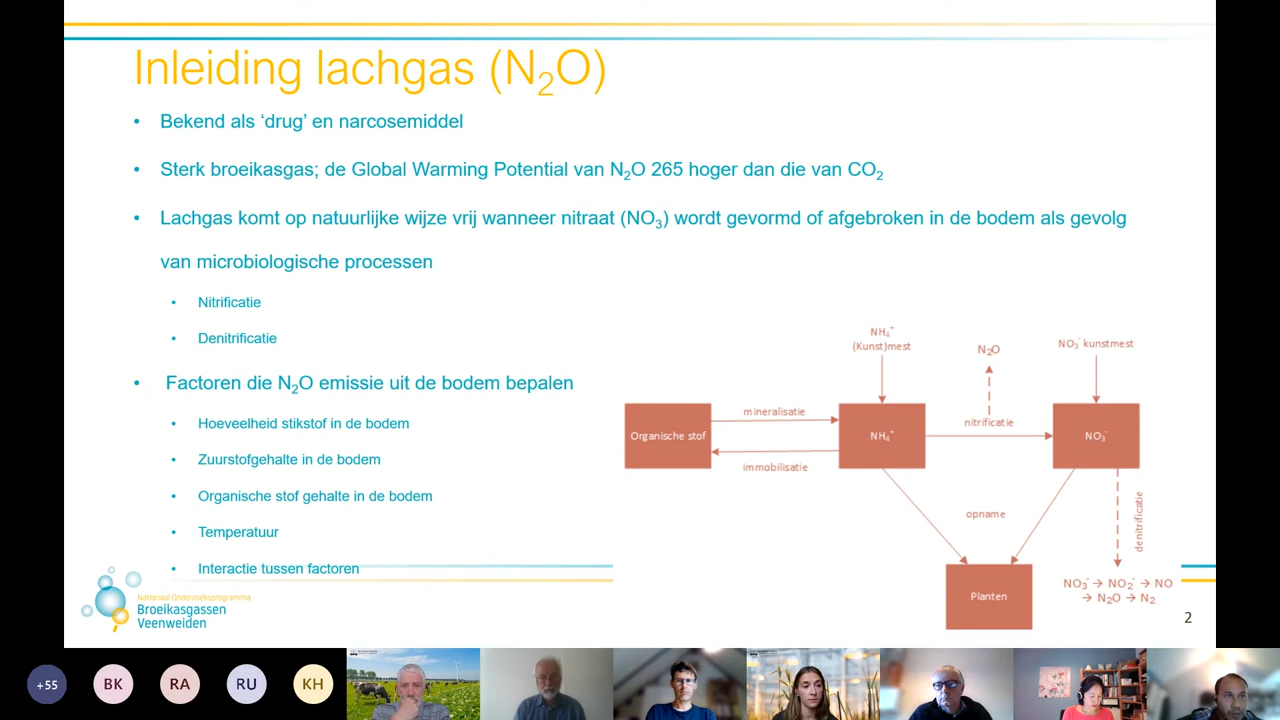 Inleiding lachgas (N₂O)
• Bekend als ‘drug’ en narcosemiddel
• Sterk broeikasgas; de Global Warming Potential van N₂O 265 hoger dan die van CO₂
• Lachgas komt op natuurlijke wijze vrij wanneer nitraat (NO₃) wordt gevormd of afgebroken in de bodem als gevolg
van microbiologische processen
• Nitrificatie
• Denitrificatie
• Factoren die N₂O emissie uit de bodem bepalen
• Hoeveelheid stikstof in de bodem
• Zuurstofgehalte in de bodem
• Organische stof gehalte in de bodem
• Temperatuur
• Interactie tussen factoren
NH₄⁺
(Kunst)mest
N₂O
NO₃⁻ kunstmest
Organische stof
mineralisatie
immobilisatie
NH₄⁺
nitrificatie
NO₃⁻
opname
denitrificatie
Planten
NO₃⁻ → NO₂⁻ → NO
→ N₂O → N₂
Nationaal Onderzoeksprogramma
Broeikasgassen
Veenweiden
2
+55
BK
RA
RU
KH